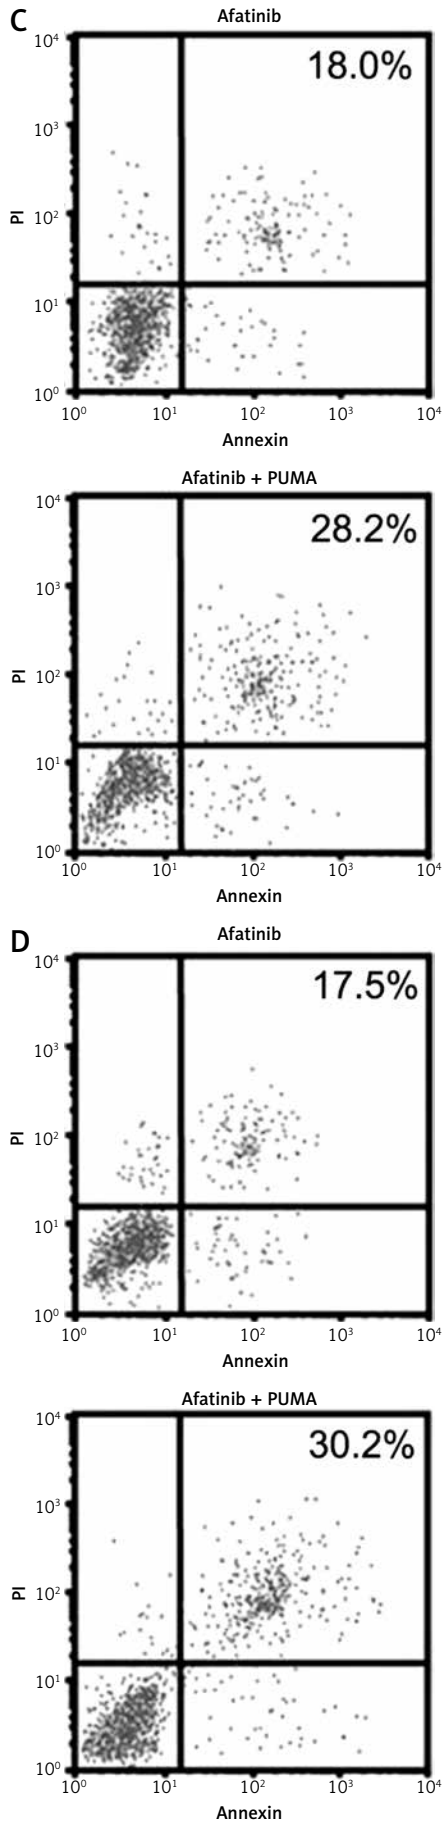 C
Afatinib
18.0%
10⁴
10³
10²
10¹
10⁰
PI
10⁰ 10¹ 10² 10³ 10⁴
Annexin
Afatinib + PUMA
28.2%
10⁴
10³
10²
10¹
10⁰
PI
10⁰ 10¹ 10² 10³ 10⁴
Annexin
D
Afatinib
17.5%
10⁴
10³
10²
10¹
10⁰
PI
10⁰ 10¹ 10² 10³ 10⁴
Annexin
Afatinib + PUMA
30.2%
10⁴
10³
10²
10¹
10⁰
PI
10⁰ 10¹ 10² 10³ 10⁴
Annexin